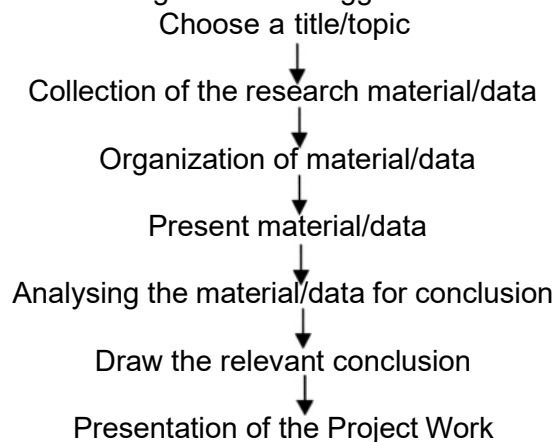 Choose a title/topic
Collection of the research material/data
Organization of material/data
Present material/data
Analysing the material/data for conclusion
Draw the relevant conclusion
Presentation of the Project Work